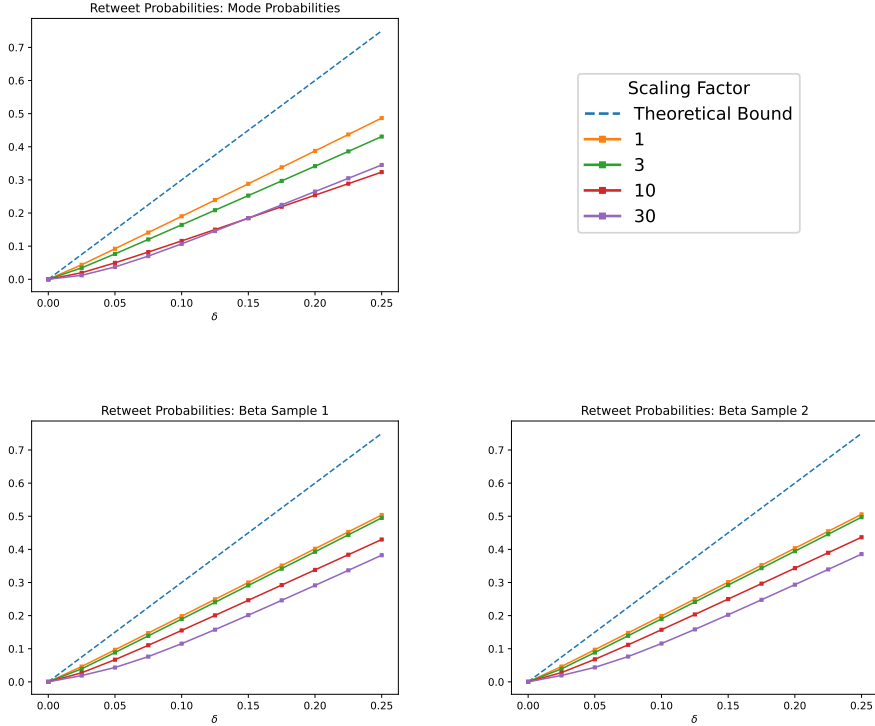 Retweet Probabilities: Mode Probabilities
0.7
0.6
0.5
0.4
0.3
0.2
0.1
0.0
0.00 0.05 0.10 0.15 0.20 0.25
δ
Scaling Factor
Theoretical Bound
1
3
10
30
Retweet Probabilities: Beta Sample 1
0.7
0.6
0.5
0.4
0.3
0.2
0.1
0.0
0.00 0.05 0.10 0.15 0.20 0.25
δ
Retweet Probabilities: Beta Sample 2
0.7
0.6
0.5
0.4
0.3
0.2
0.1
0.0
0.00 0.05 0.10 0.15 0.20 0.25
δ